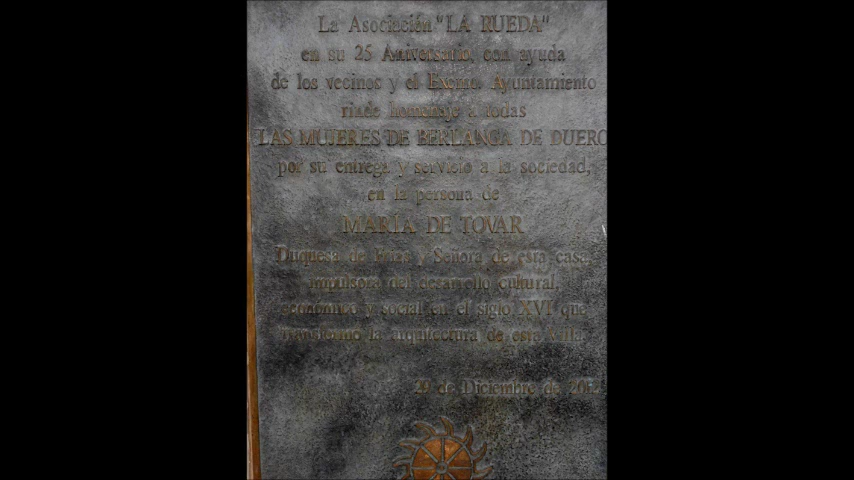 La Asociación "LA RUEDA"
en su 25 Aniversario, con ayuda
de los vecinos y el Excmo. Ayuntamiento
rinde homenaje a todas
LAS MUJERES DE BERLANGA DE DUERO
por su entrega y servicio a la sociedad,
en la persona de
MARÍA DE TOVAR
Duquesa de Frías y Señora de esta casa,
impulsora del desarrollo cultural,
económico y social en el siglo XVI que
transformó la arquitectura de esta Villa.
de Diciembre de